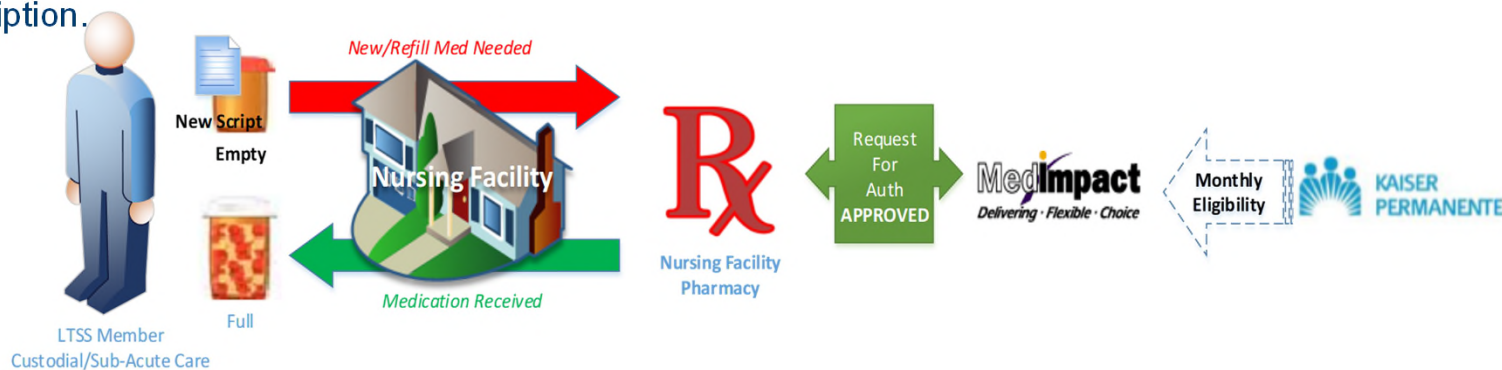 iption.
New/Refill Med Needed
New Script
Empty
Nursing Facility
Medication Received
Full
LTSS Member
Custodial/Sub-Acute Care
Rx
Nursing Facility
Pharmacy
Request
For
Auth
APPROVED
MedImpact
Delivering · Flexible · Choice
Monthly
Eligibility
KAISER
PERMANENTE